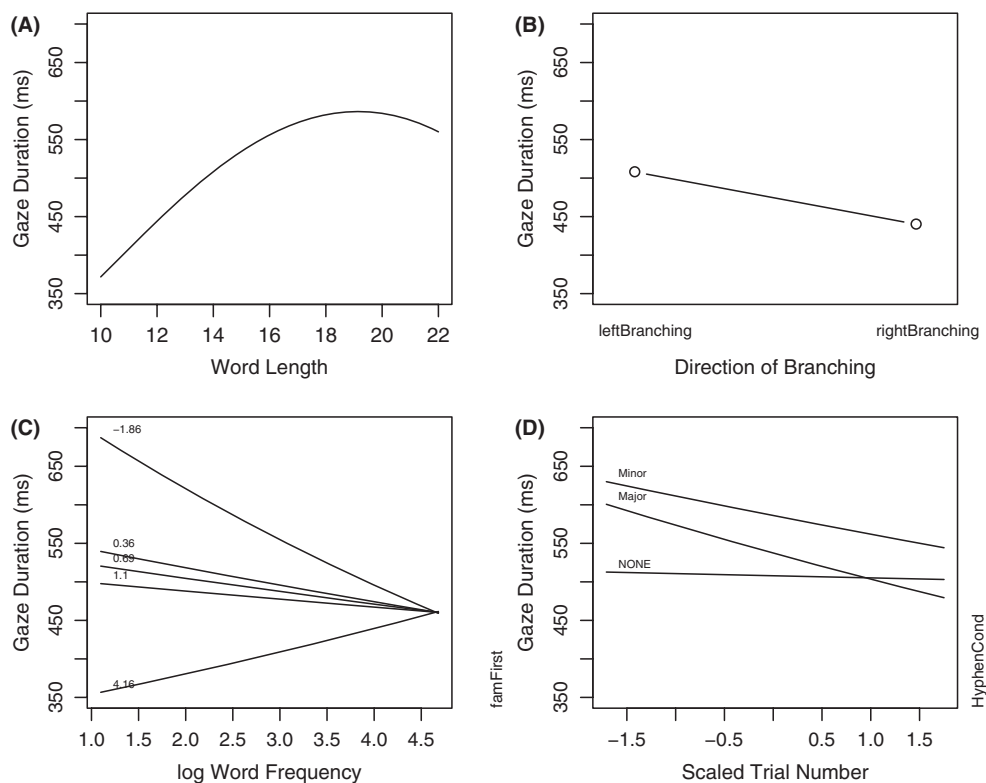 (A)
Gaze Duration (ms)
650
550
450
350
10 12 14 16 18 20 22
Word Length
(B)
Gaze Duration (ms)
650
550
450
350
leftBranching rightBranching
Direction of Branching
(C)
Gaze Duration (ms)
650
550
450
350
−1.86
0.36
0.69
1.1
4.16
1.0 1.5 2.0 2.5 3.0 3.5 4.0 4.5
log Word Frequency
famFirst
(D)
Gaze Duration (ms)
650
550
450
350
Minor
Major
NONE
−1.5 −0.5 0.5 1.0 1.5
Scaled Trial Number
HyphenCond